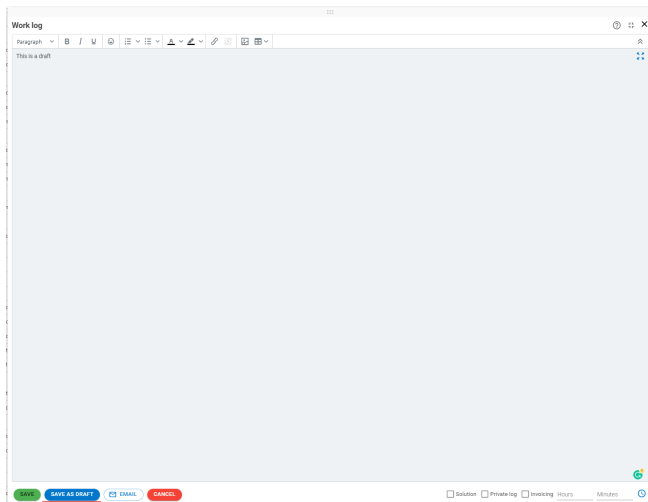 Work log
Paragraph B I U A
This is a draft
SAVE SAVE AS DRAFT EMAIL CANCEL Solution Private log Invoicing Hours Minutes